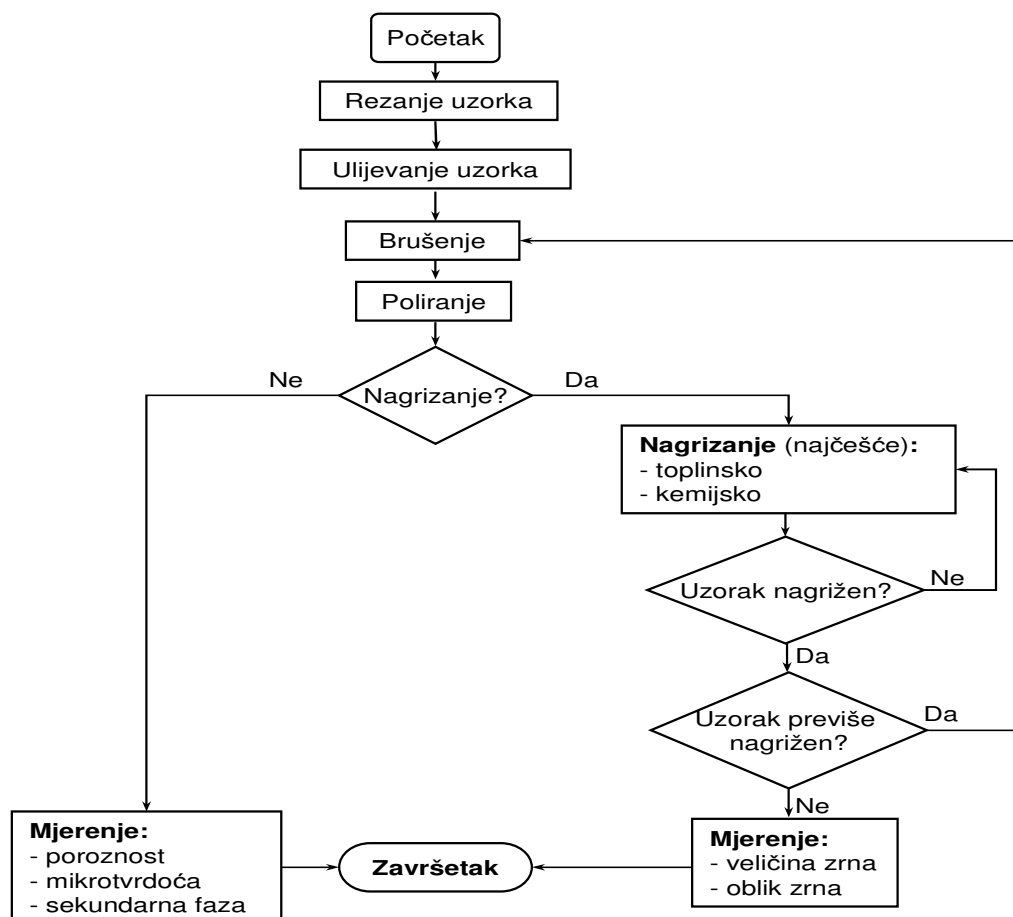 Početak
Rezanje uzorka
Ulijevanje uzorka
Brušenje
Poliranje
Nagrizanje?
Ne
Da
Nagrizanje (najčešće):
- toplinsko
- kemijsko
Uzorak nagrižen?
Ne
Da
Uzorak previše
nagrižen?
Da
Ne
Mjerenje:
- poroznost
- mikrotvrdoća
- sekundarna faza
Završetak
Mjerenje:
- veličina zrna
- oblik zrna